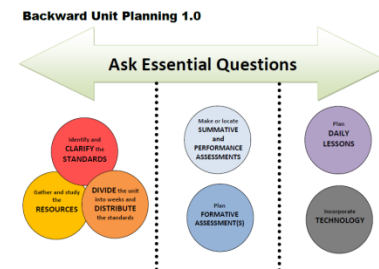 Backward Unit Planning 1.0
Ask Essential Questions
Identify and
CLARIFY the
STANDARDS
Gather and study
the
RESOURCES
DIVIDE the unit
into weeks and
DISTRIBUTE
the standards
Make or locate
SUMMATIVE
and
PERFORMANCE
ASSESSMENTS
Plan
FORMATIVE
ASSESSMENT(S)
Plan
DAILY
LESSONS
Incorporate
TECHNOLOGY